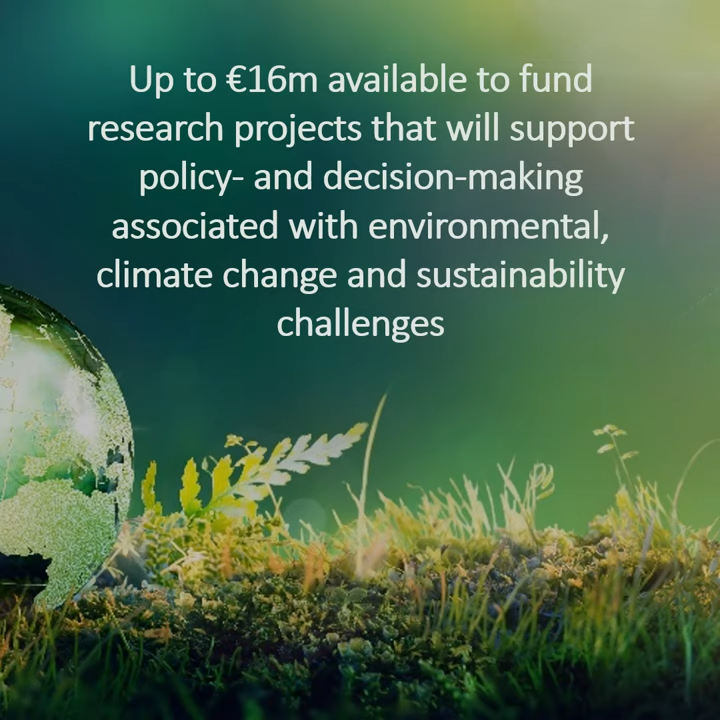 Up to €16m available to fund
research projects that will support
policy- and decision-making
associated with environmental,
climate change and sustainability
challenges